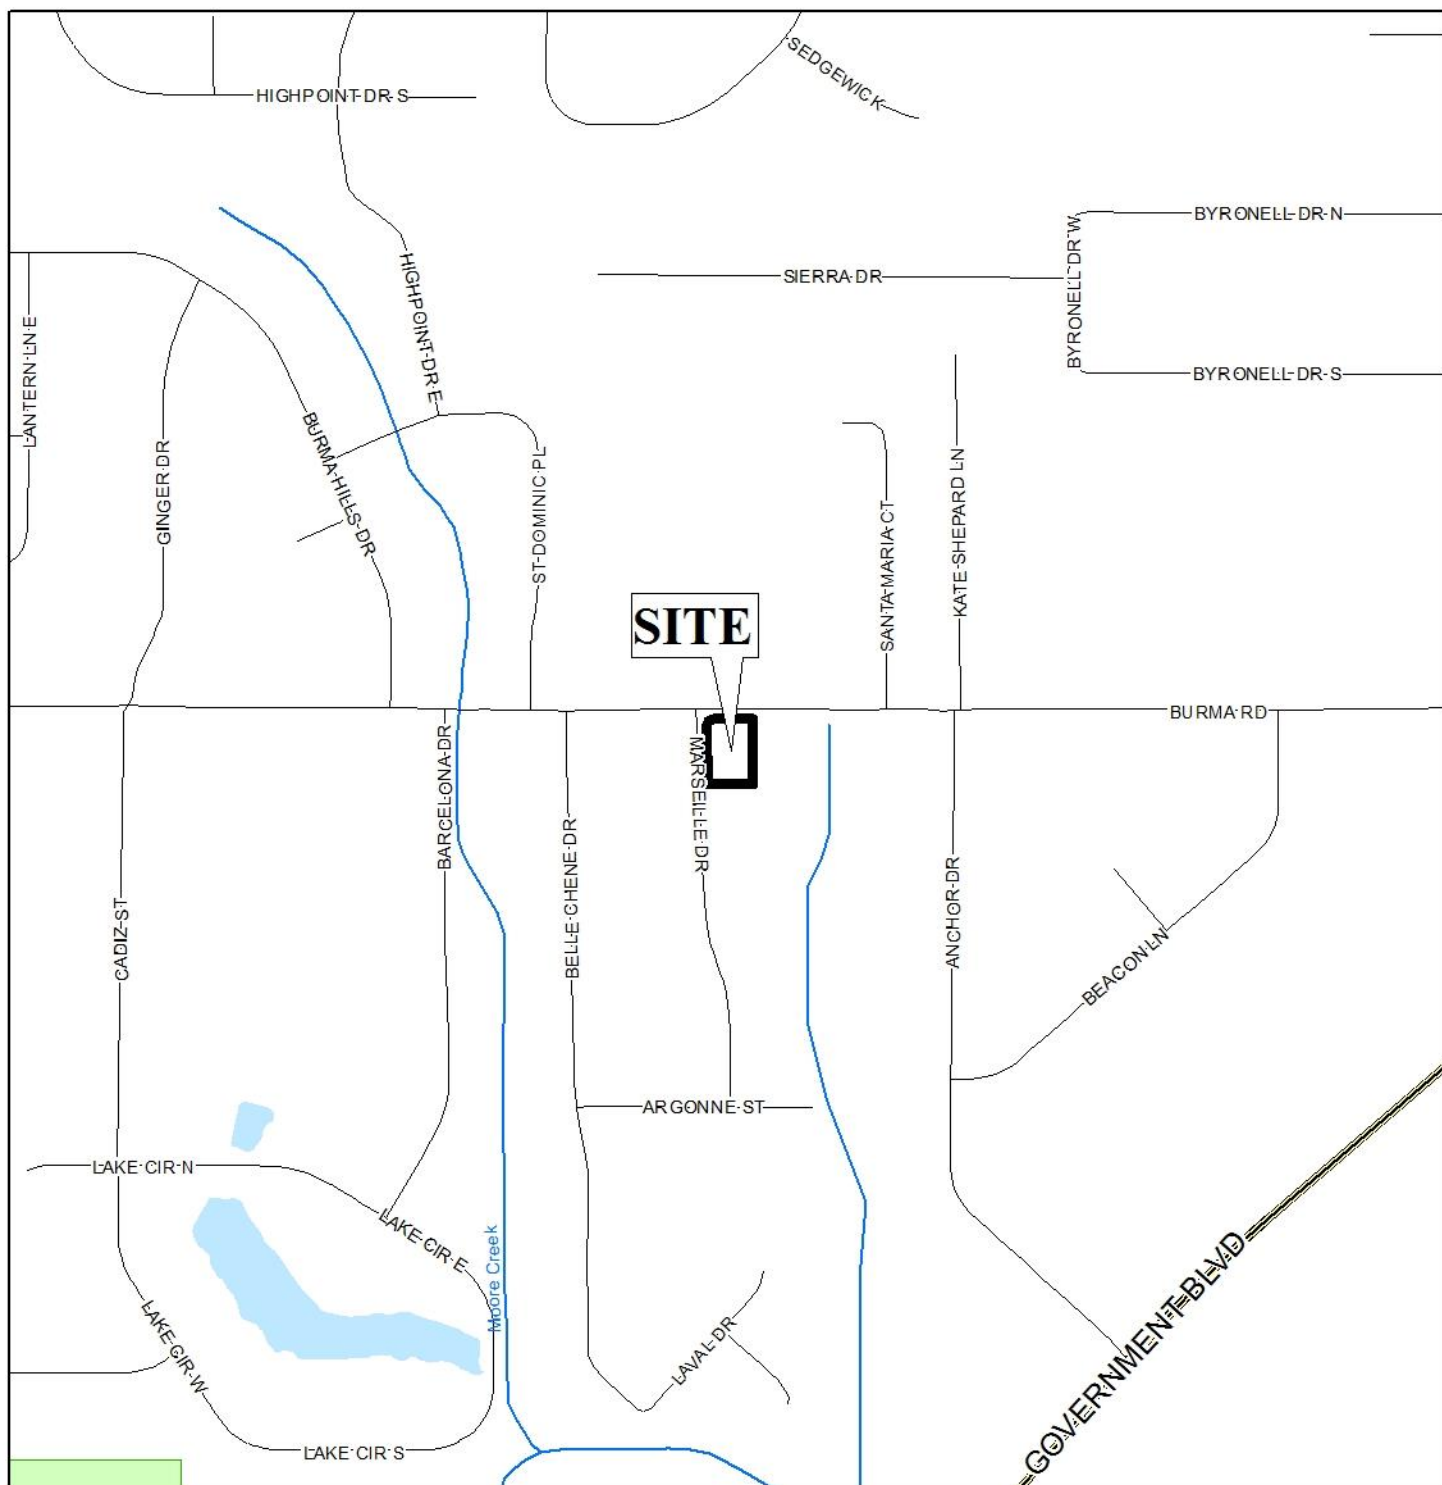 SEDGEWICK
HIGHPOINT DR S
BYRONELL DR N
BYRONELL DR W
SIERRA DR
HIGHPOINT DR E
LANTERN LN E
BYRONELL DR S
BURMA HILLS DR
GINGER DR
ST DOMINIC PL
SANTA MARIA CT
KATE SHEPARD LN
SITE
BURMA RD
BARCELONA DR
MARSEILLE DR
BELLE CHENE DR
ANCHOR DR
CADIZ ST
BEACON LN
ARGONNE ST
LAKE CIR N
LAKE CIR E
Moore Creek
GOVERNMENT BLVD
LAKE CIR W
LAVAL DR
LAKE CIR S